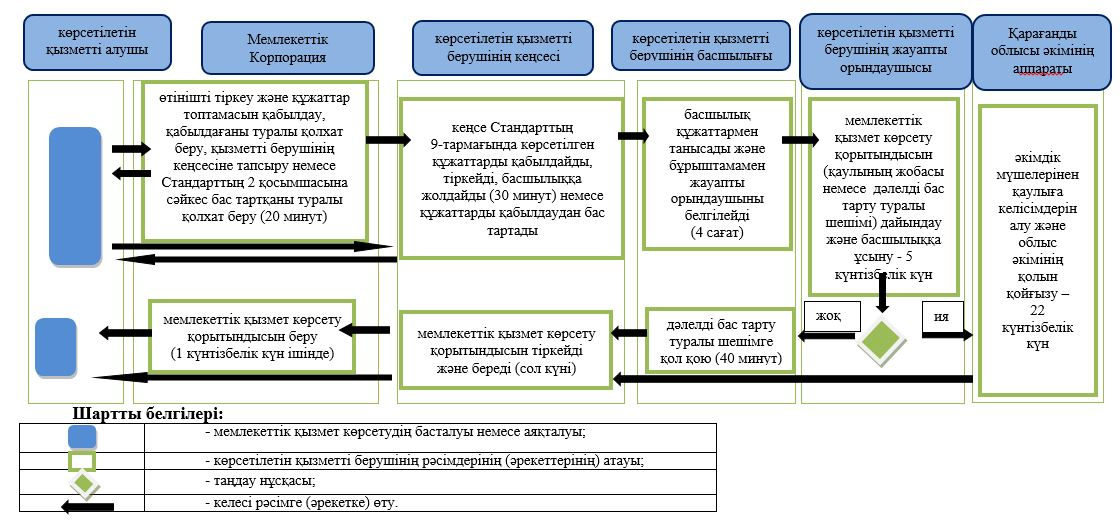 көрсетілетін
қызметті алушы
Мемлекеттік
Корпорация
көрсетілетін қызметті
берушінің кеңсесі
көрсетілетін қызметті
берушінің басшылығы
көрсетілетін қызметті
берушінің жауапты
орындаушысы
Қарағанды
облысы әкімінің
аппараты
өтінішті тіркеу және құжаттар
топтамасын қабылдау,
қабылдағаны туралы қолхат
беру, қызметті берушінің
кеңсесіне тапсыру немесе
Стандарттың 2 қосымшасына
сәйкес бас тартқаны туралы
қолхат беру (20 минут)
кеңсе Стандарттың
9-тармағында көрсетілген
құжаттарды қабылдайды,
тіркейді, басшылыққа
жолдайды (30 минут) немесе
құжаттарды қабылдаудан бас
тартады
басшылық
құжаттармен
танысады және
бұрыштамамен
жауапты
орындаушыны
белгілейді
(4 сағат)
мемлекеттік
қызмет көрсету
қорытындысын
(қаулының жобасы
немесе дәлелді бас
тарту туралы
шешімі) дайындау
және басшылыққа
ұсыну - 5
күнтізбелік күн
әкімдік
мүшелерінен
қаулыға
келісімдерін
алу және
облыс
әкімінің
қолын
қойғызу –
22
күнтізбелік
күн
жоқ
ия
мемлекеттік қызмет көрсету
қорытындысын беру
(1 күнтізбелік күн ішінде)
мемлекеттік қызмет көрсету
қорытындысын тіркейді
және береді (сол күні)
дәлелді бас тарту
туралы шешімге
қол қою (40 минут)
Шартты белгілері:
- мемлекеттік қызмет көрсетудің басталуы немесе аяқталуы;
- көрсетілетін қызметті берушінің рәсімдерінің (әрекеттерінің) атауы;
- таңдау нұсқасы;
- келесі рәсімге (әрекетке) өту.